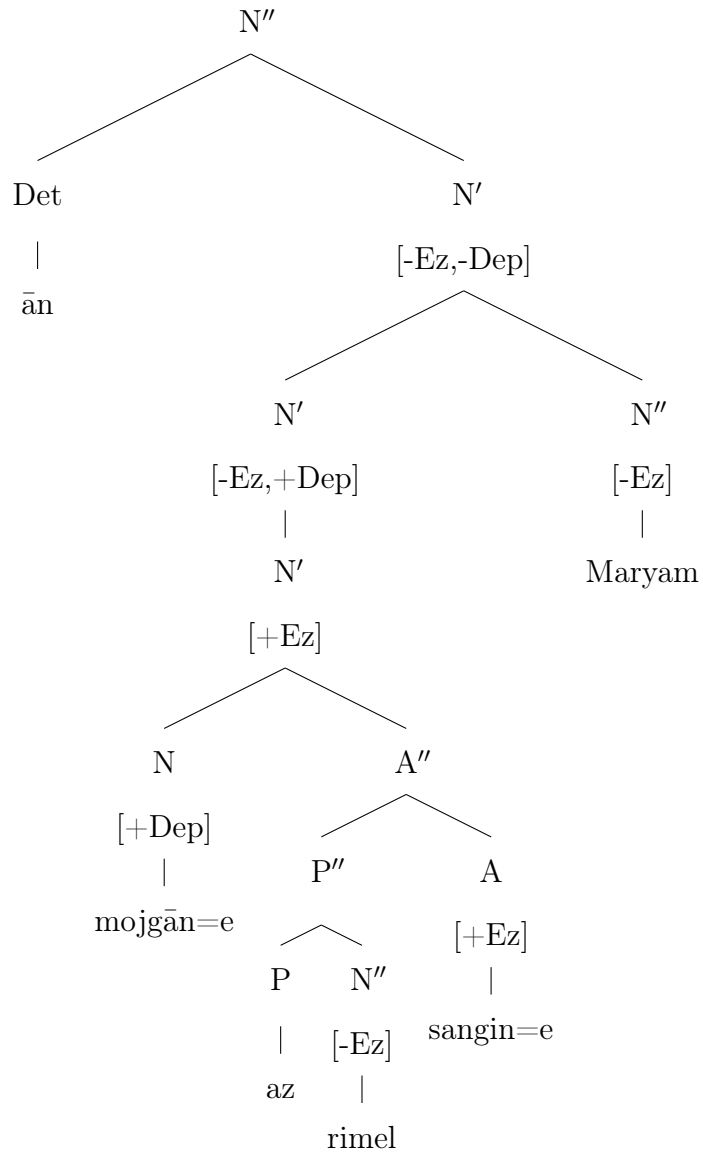 N″
Det N′
[-Ez,-Dep]
ān
N′ N″
[-Ez,+Dep] [-Ez]
N′ Maryam
[+Ez]
N A″
[+Dep]
P″ A
mojgān=e [+Ez]
P N″
sangin=e
[-Ez]
az
rimel